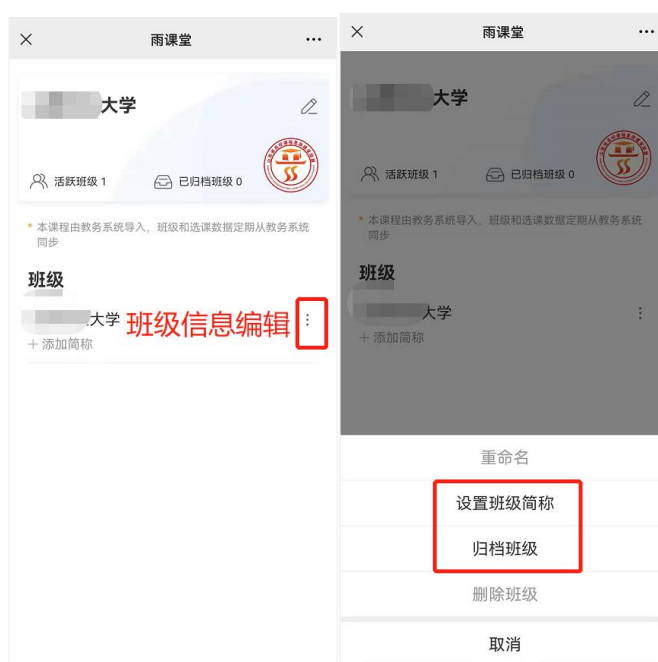 雨课堂
大学
活跃班级 1
已归档班级 0
* 本课程由教务系统导入，班级和选课数据定期从教务系统
同步
班级
大学
班级信息编辑
+ 添加简称
雨课堂
大学
活跃班级 1
已归档班级 0
* 本课程由教务系统导入，班级和选课数据定期从教务系统
同步
班级
大学
+ 添加简称
重命名
设置班级简称
归档班级
删除班级
取消